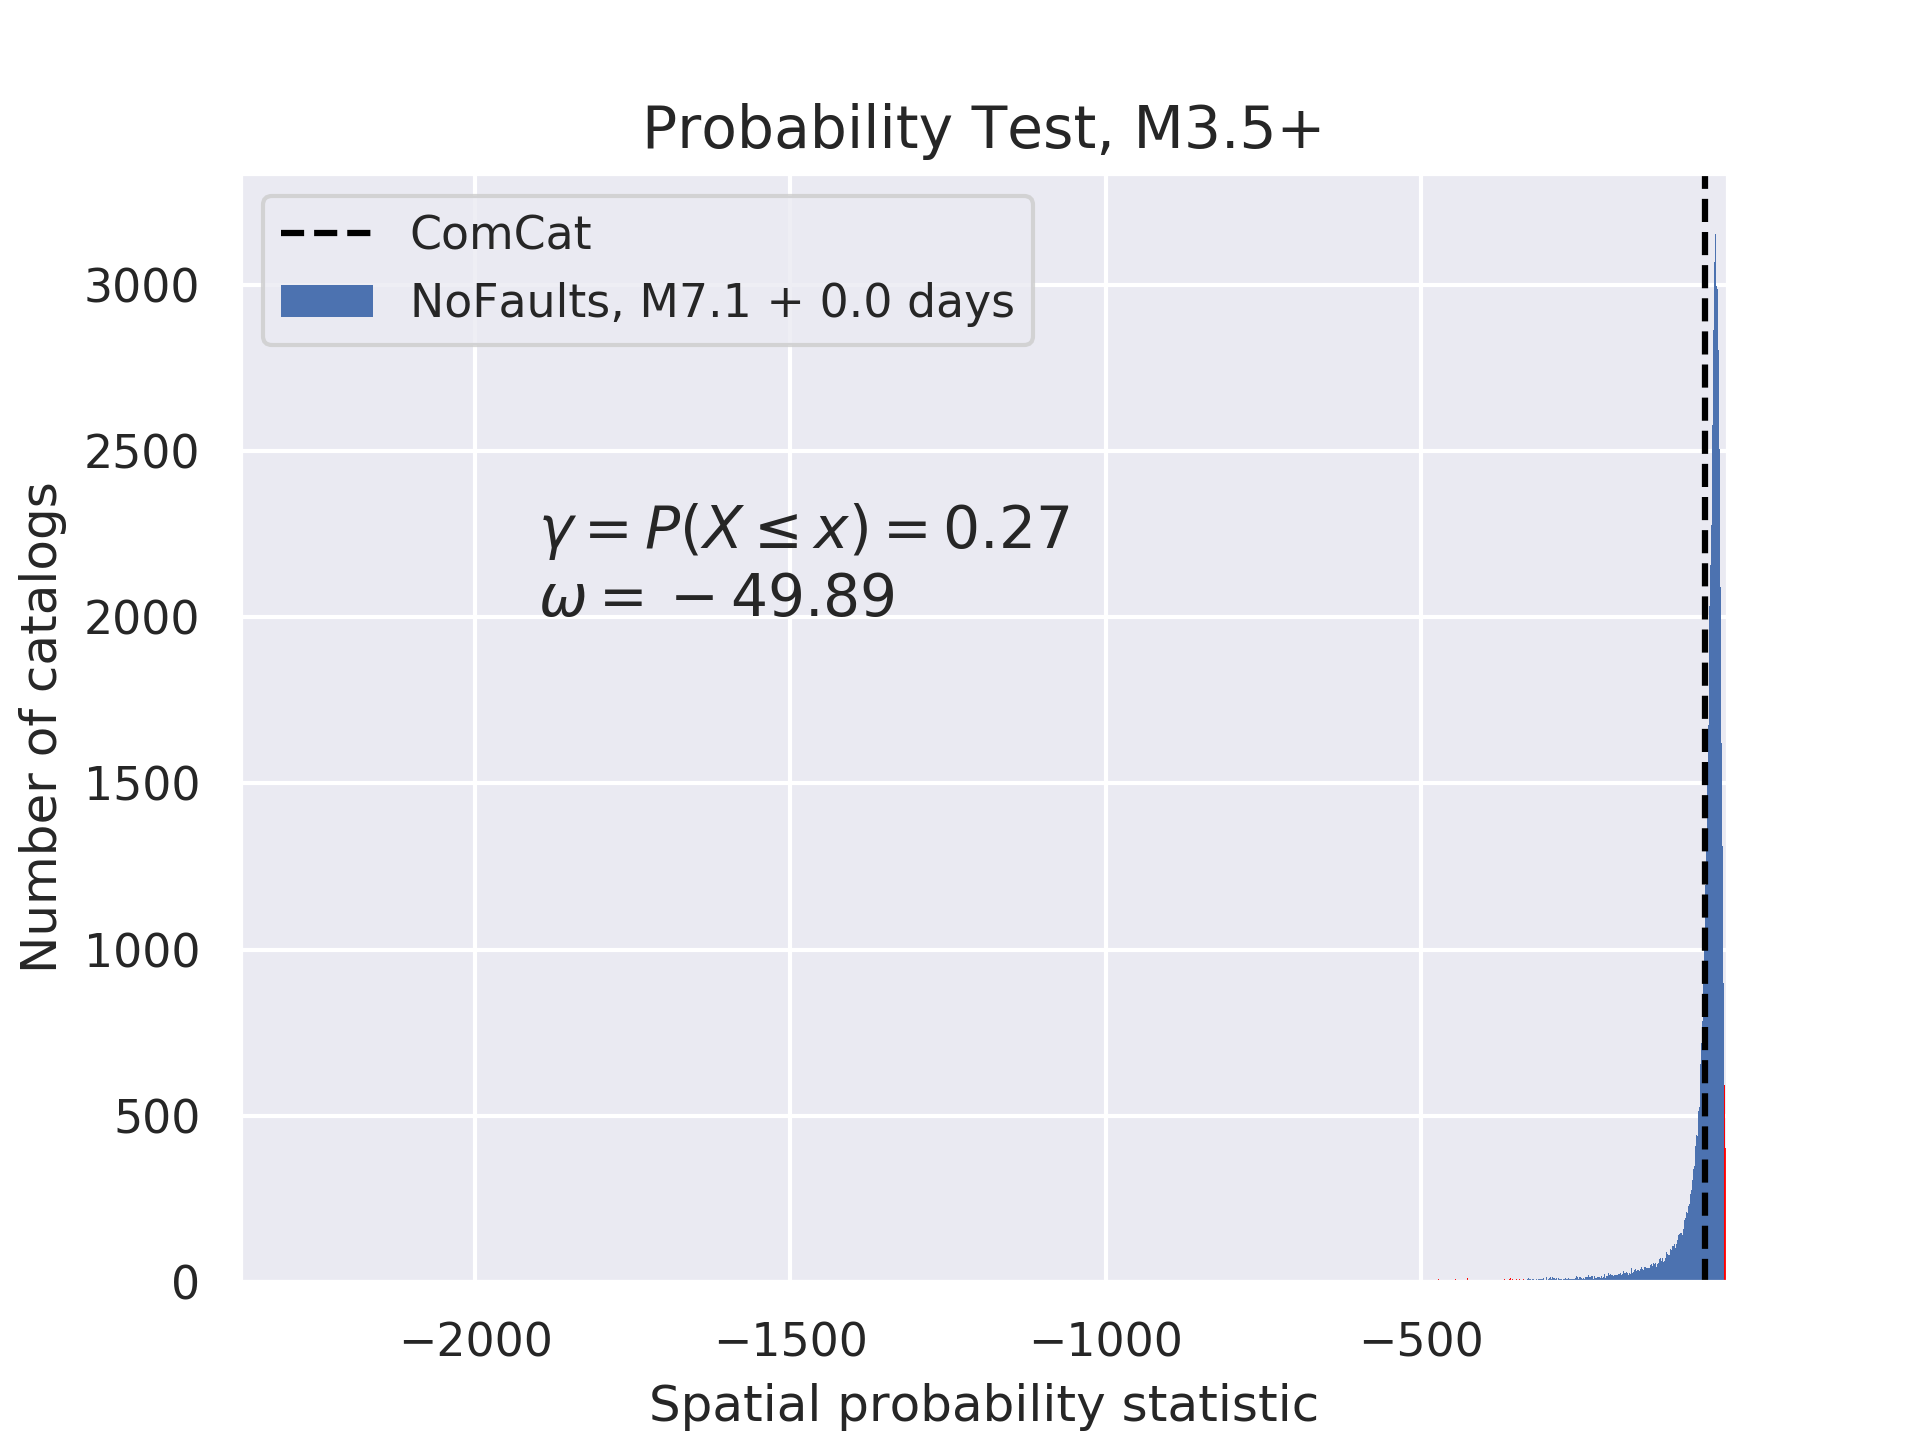 Probability Test, M3.5+
ComCat
NoFaults, M7.1 + 0.0 days
γ = P(X ≤ x) = 0.27
ω = −49.89
Number of catalogs
3000
2500
2000
1500
1000
500
0
−2000 −1500 −1000 −500
Spatial probability statistic